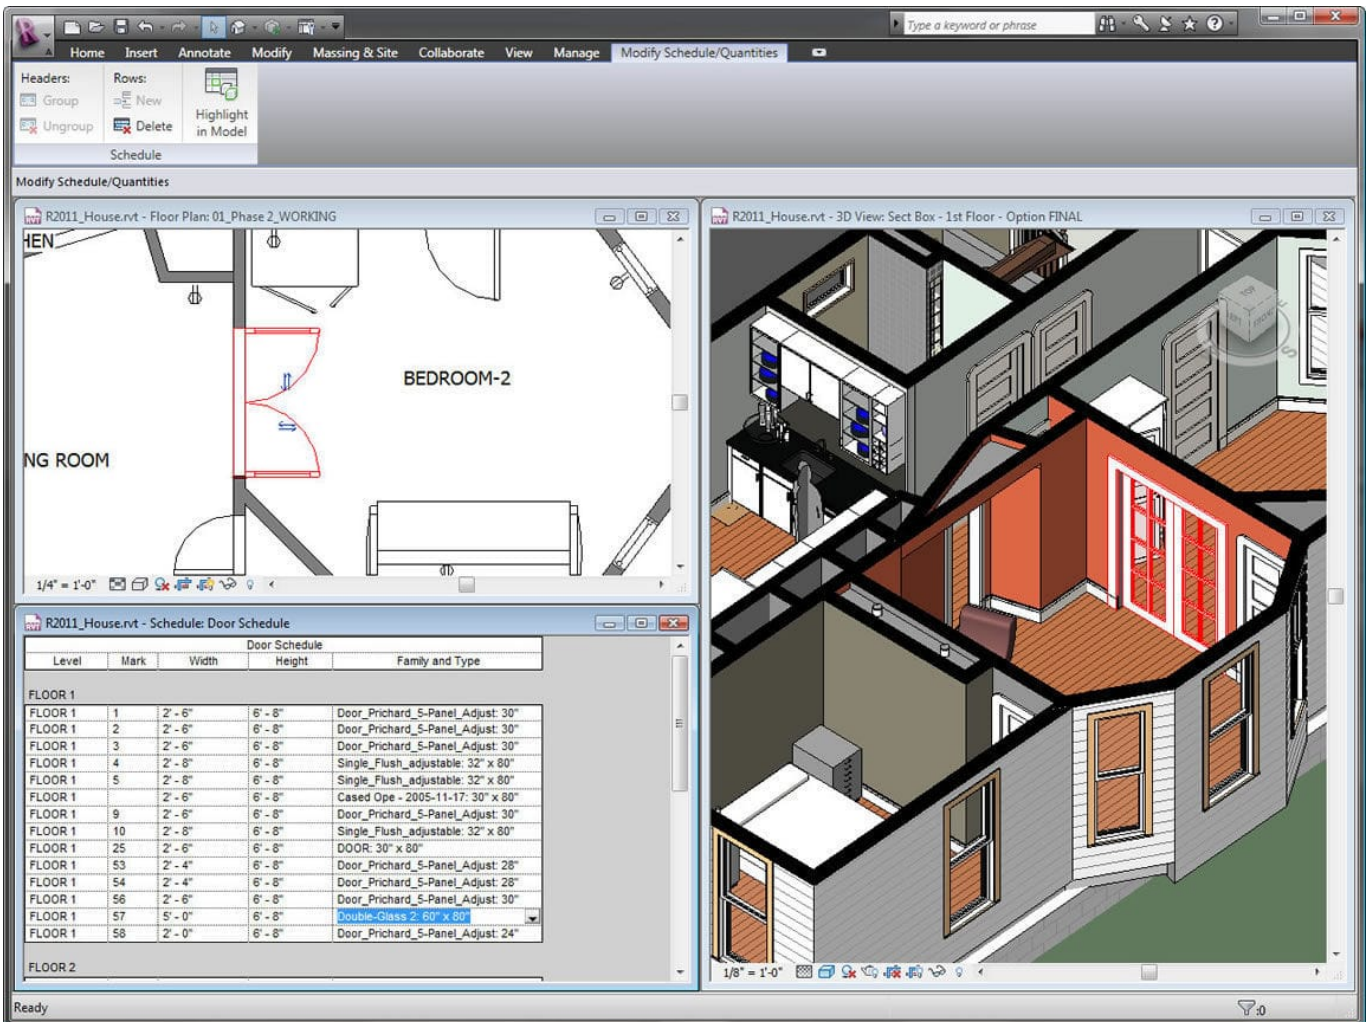 Type a keyword or phrase
Home Insert Annotate Modify Massing & Site Collaborate View Manage Modify Schedule/Quantities
Headers: Rows:
Group New
Ungroup Delete
Highlight
in Model
Schedule
Modify Schedule/Quantities
R2011_House.rvt - Floor Plan: 01_Phase 2_WORKING
HEN
BEDROOM-2
NG ROOM
1/4" = 1'-0"
R2011_House.rvt - 3D View: Sect Box - 1st Floor - Option FINAL
TOP
S
1/8" = 1'-0"
R2011_House.rvt - Schedule: Door Schedule
Door Schedule
Level Mark Width Height Family and Type
FLOOR 1
FLOOR 1 1 2' - 6" 6' - 8" Door_Prichard_5-Panel_Adjust: 30"
FLOOR 1 2 2' - 6" 6' - 8" Door_Prichard_5-Panel_Adjust: 30"
FLOOR 1 3 2' - 6" 6' - 8" Door_Prichard_5-Panel_Adjust: 30"
FLOOR 1 4 2' - 8" 6' - 8" Single_Flush_adjustable: 32" x 80"
FLOOR 1 5 2' - 8" 6' - 8" Single_Flush_adjustable: 32" x 80"
FLOOR 1 2' - 6" 6' - 8" Cased Ope - 2005-11-17: 30" x 80"
FLOOR 1 9 2' - 6" 6' - 8" Door_Prichard_5-Panel_Adjust: 30"
FLOOR 1 10 2' - 8" 6' - 8" Single_Flush_adjustable: 32" x 80"
FLOOR 1 25 2' - 6" 6' - 8" DOOR: 30" x 80"
FLOOR 1 53 2' - 4" 6' - 8" Door_Prichard_5-Panel_Adjust: 28"
FLOOR 1 54 2' - 4" 6' - 8" Door_Prichard_5-Panel_Adjust: 28"
FLOOR 1 56 2' - 6" 6' - 8" Door_Prichard_5-Panel_Adjust: 30"
FLOOR 1 57 5' - 0" 6' - 8" Double-Glass 2: 60" x 80"
FLOOR 1 58 2' - 0" 6' - 8" Door_Prichard_5-Panel_Adjust: 24"
FLOOR 2
Ready
:0